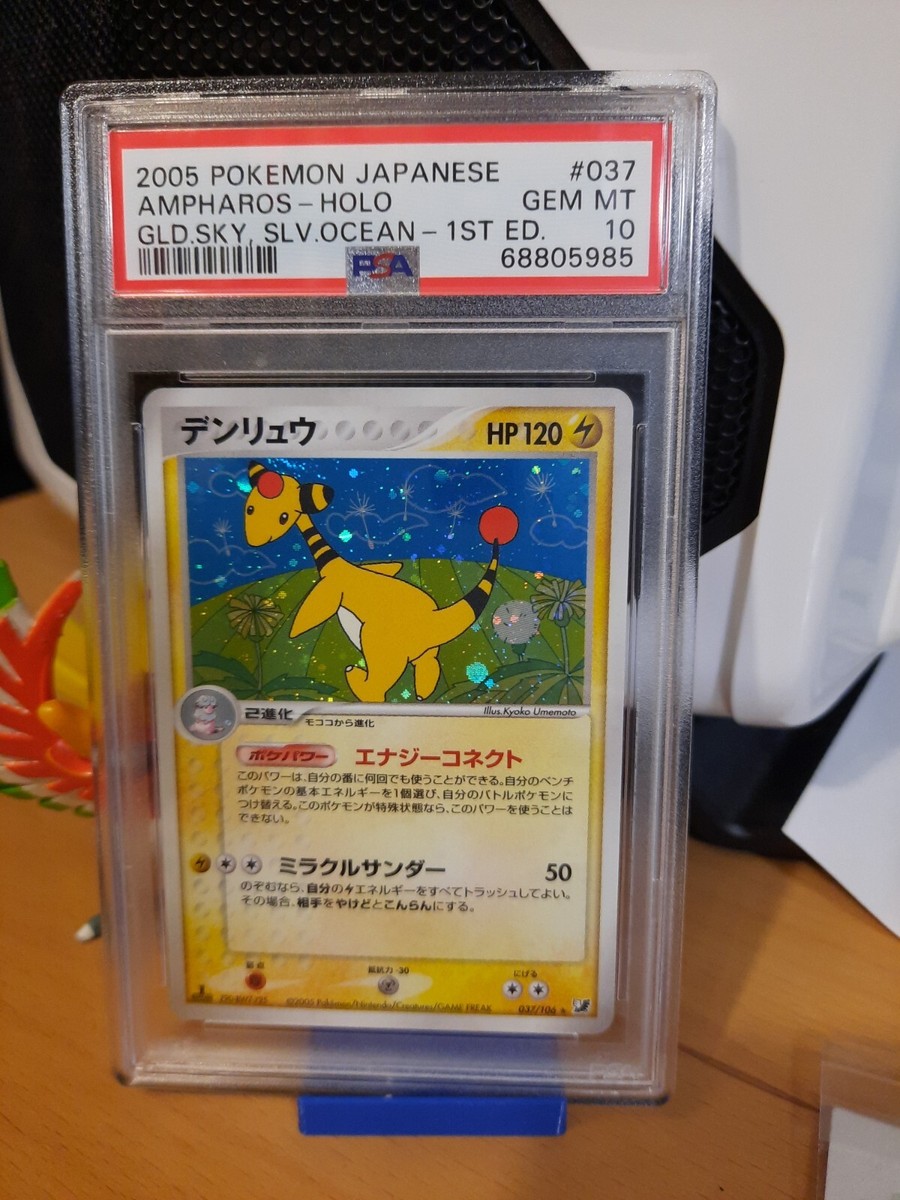 2005 POKEMON JAPANESE #037
AMPHAROS - HOLO GEM MT
GLD.SKY, SLV.OCEAN - 1ST ED. 10
PSA 68805985
デンリュウ HP120
Illus.Kyoko Umemoto
2進化 モココから進化
ポケパワー エナジーコネクト
このパワーは、自分の番に何回でも使うことができる。自分のベンチ
ポケモンの基本エネルギーを1個選び、自分のバトルポケモンに
つけ替える。このポケモンが特殊状態なら、このパワーを使うことは
できない。
ミラクルサンダー 50
のぞむなら、自分のエネルギーをすべてトラッシュしてよい。
その場合、相手をやけどとこんらんにする。
弱点 抵抗力 -30 にげる
©2005 Pokémon/Nintendo/Creatures/GAME FREAK 037/106